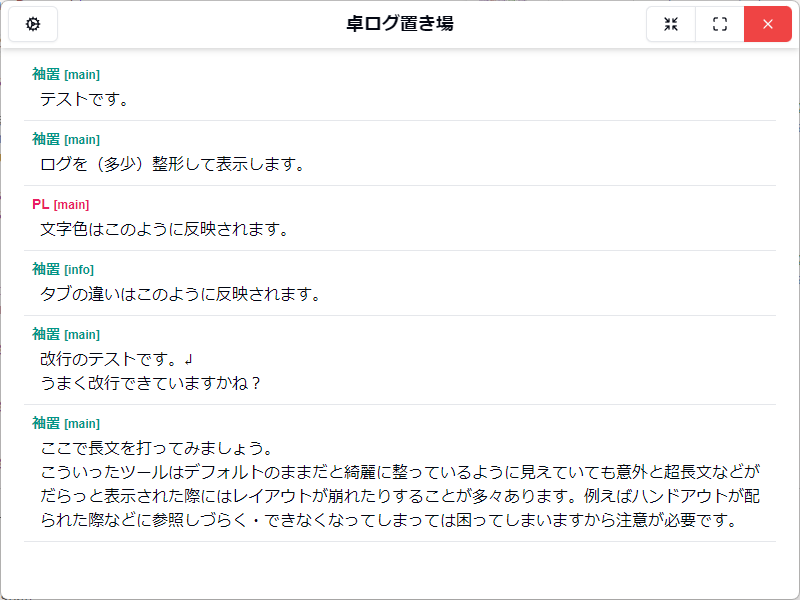 卓ログ置き場
袖置 [main]
テストです。
袖置 [main]
ログを（多少）整形して表示します。
PL [main]
文字色はこのように反映されます。
袖置 [info]
タブの違いはこのように反映されます。
袖置 [main]
改行のテストです。↲
うまく改行できていますかね？
袖置 [main]
ここで長文を打ってみましょう。
こういったツールはデフォルトのままだと綺麗に整っているように見えていても意外と超長文などが
だらっと表示された際にはレイアウトが崩れたりすることが多々あります。例えばハンドアウトが配
られた際などに参照しづらく・できなくなってしまっては困ってしまいますから注意が必要です。